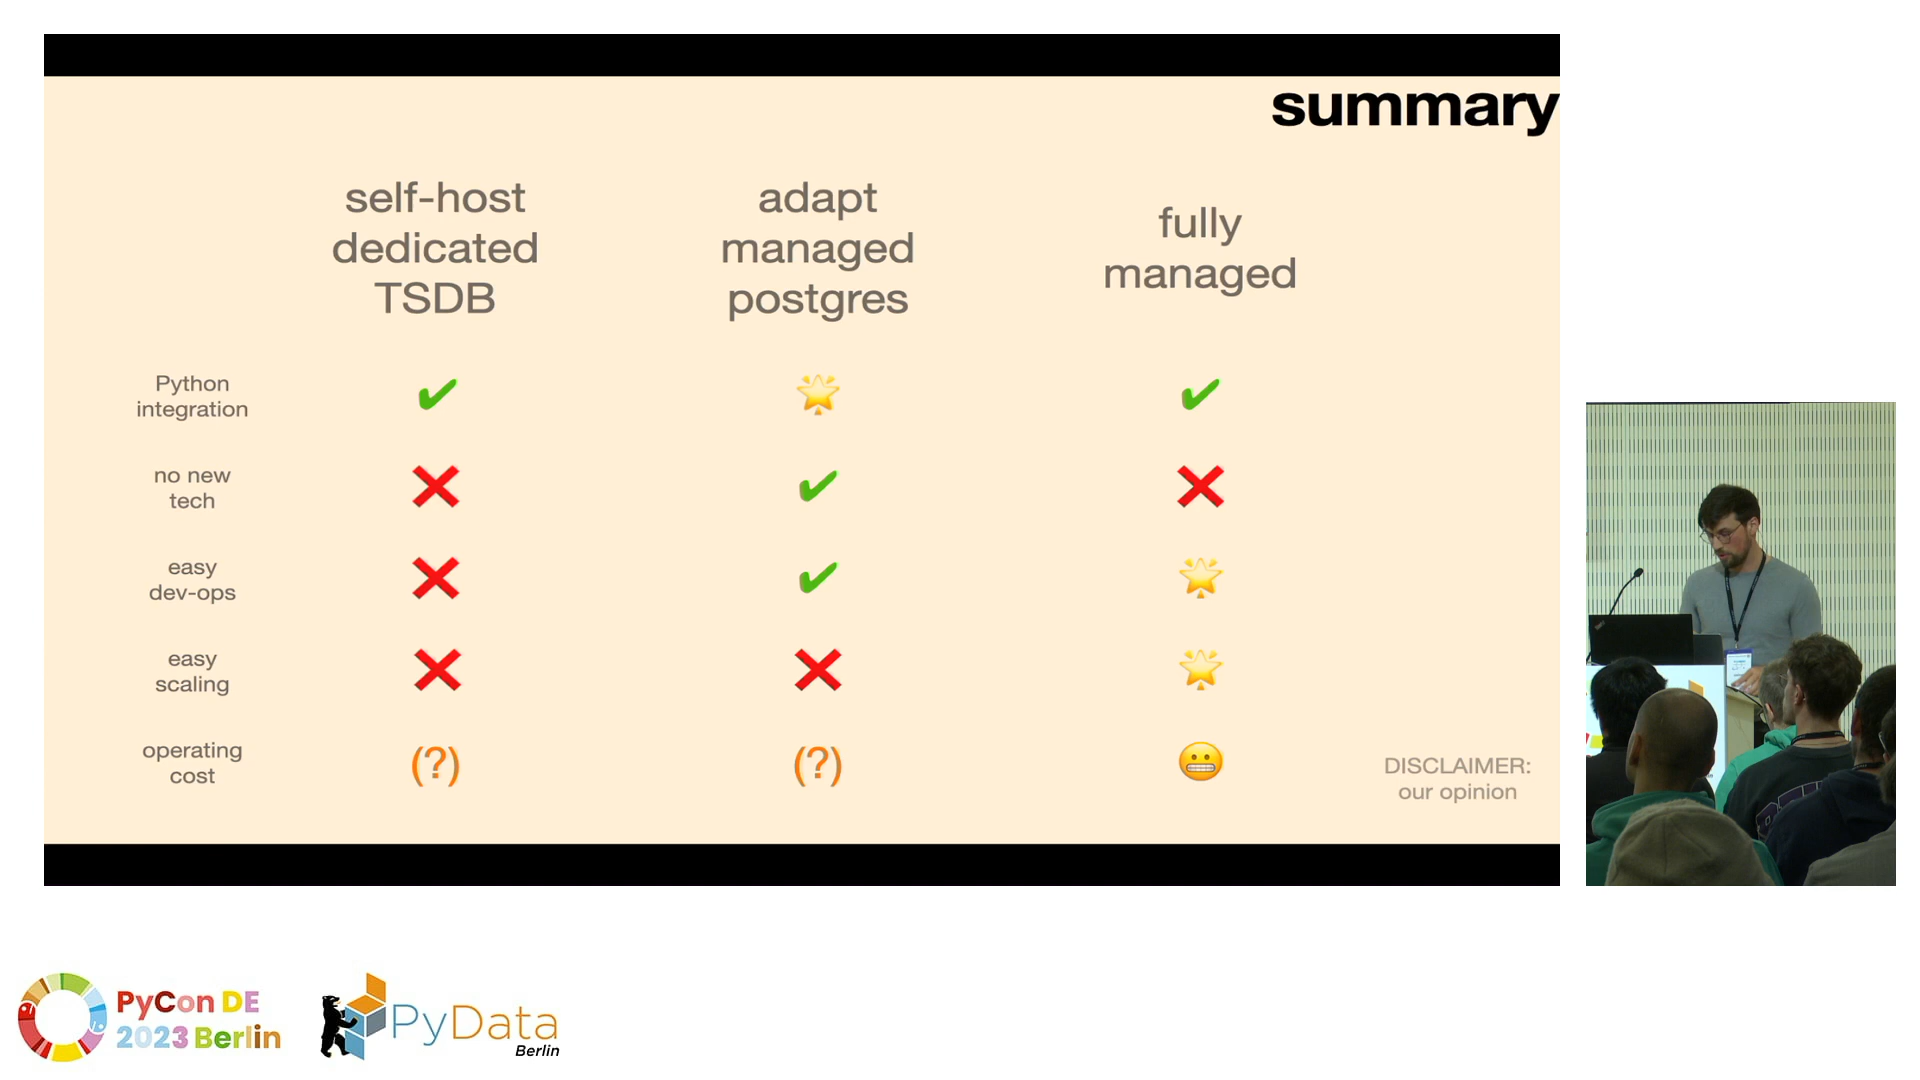 summary
self-host
dedicated
TSDB
adapt
managed
postgres
fully
managed
Python
integration
no new
tech
easy
dev-ops
easy
scaling
operating
cost
(?)
(?)
DISCLAIMER:
our opinion
PyCon DE
2023 Berlin
PyData
Berlin